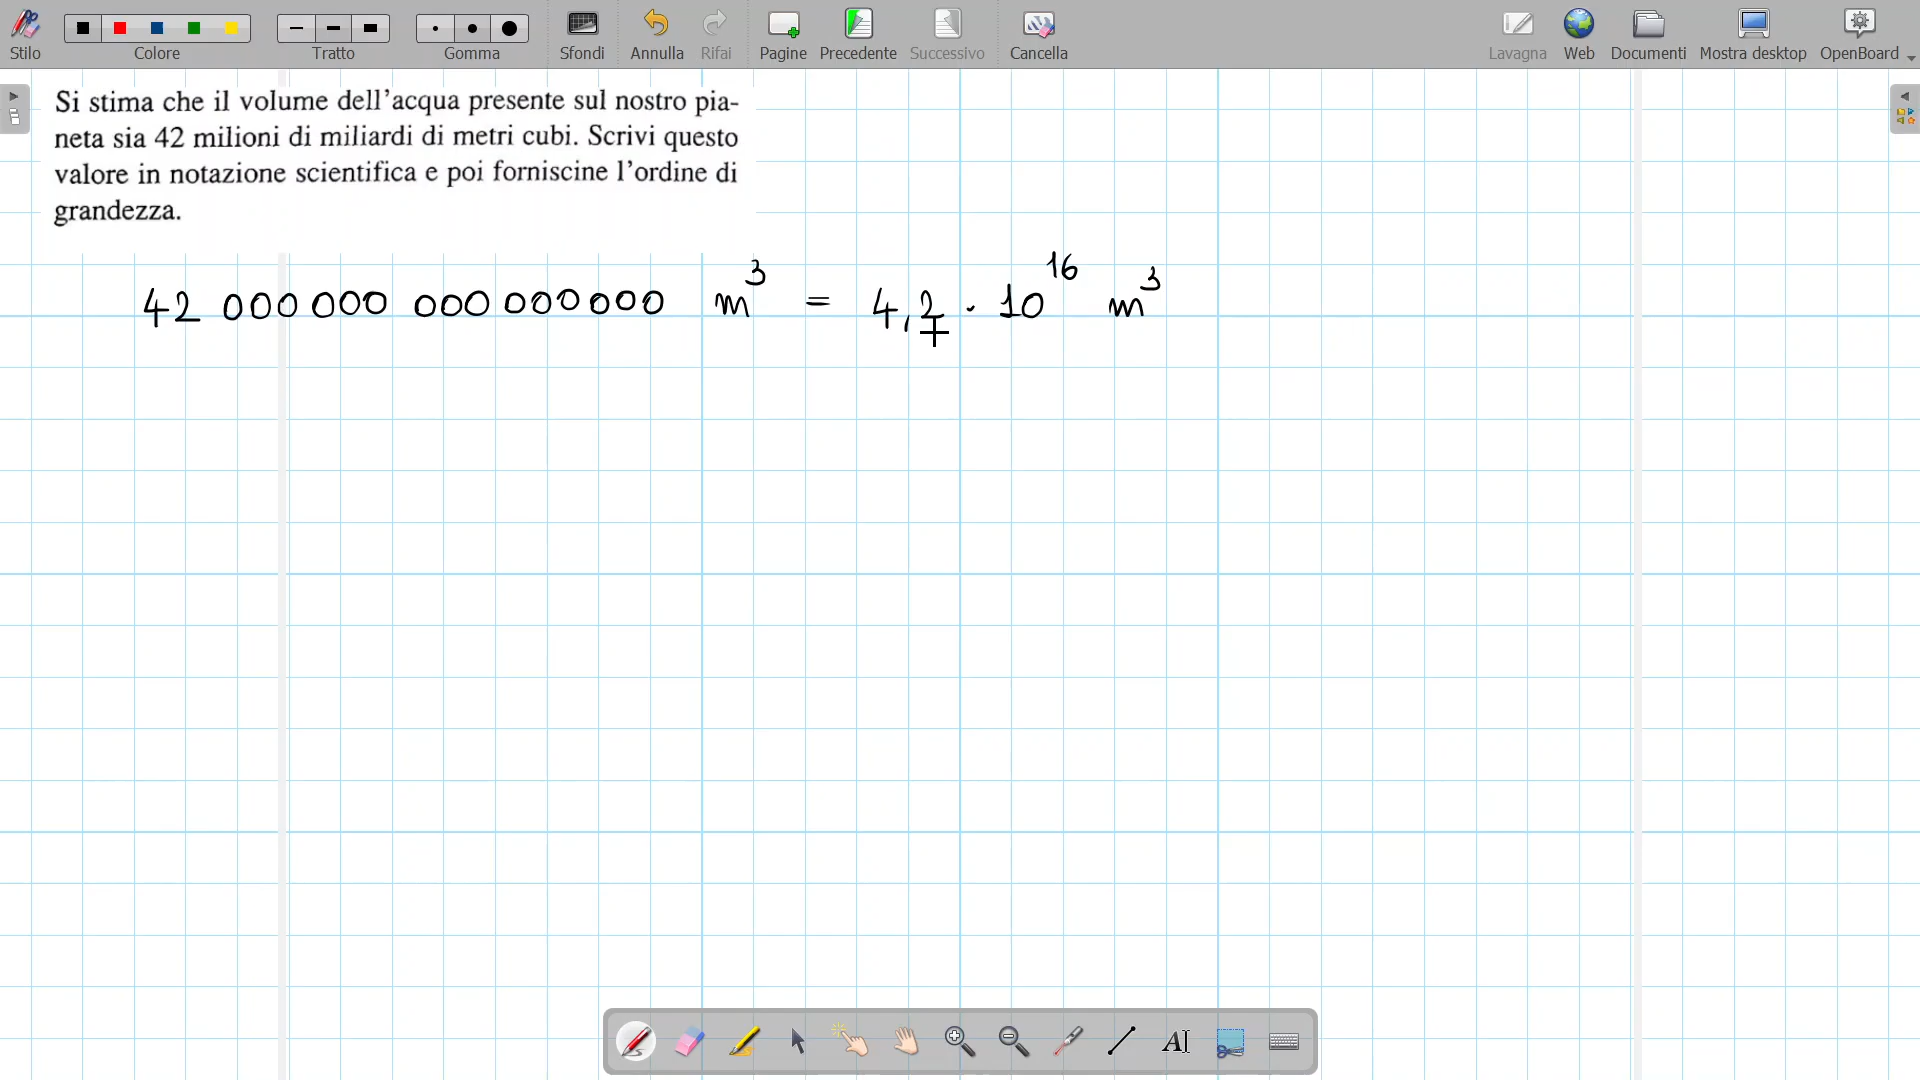 Stilo Colore Tratto Gomma Sfondi Annulla Rifai Pagine Precedente Successivo Cancella Lavagna Web Documenti Mostra desktop OpenBoard
Si stima che il volume dell'acqua presente sul nostro pia-
neta sia 42 milioni di miliardi di metri cubi. Scrivi questo
valore in notazione scientifica e poi forniscine l'ordine di
grandezza.
42 000 000 000 000 000 m³ = 4,2 · 10¹⁶ m³